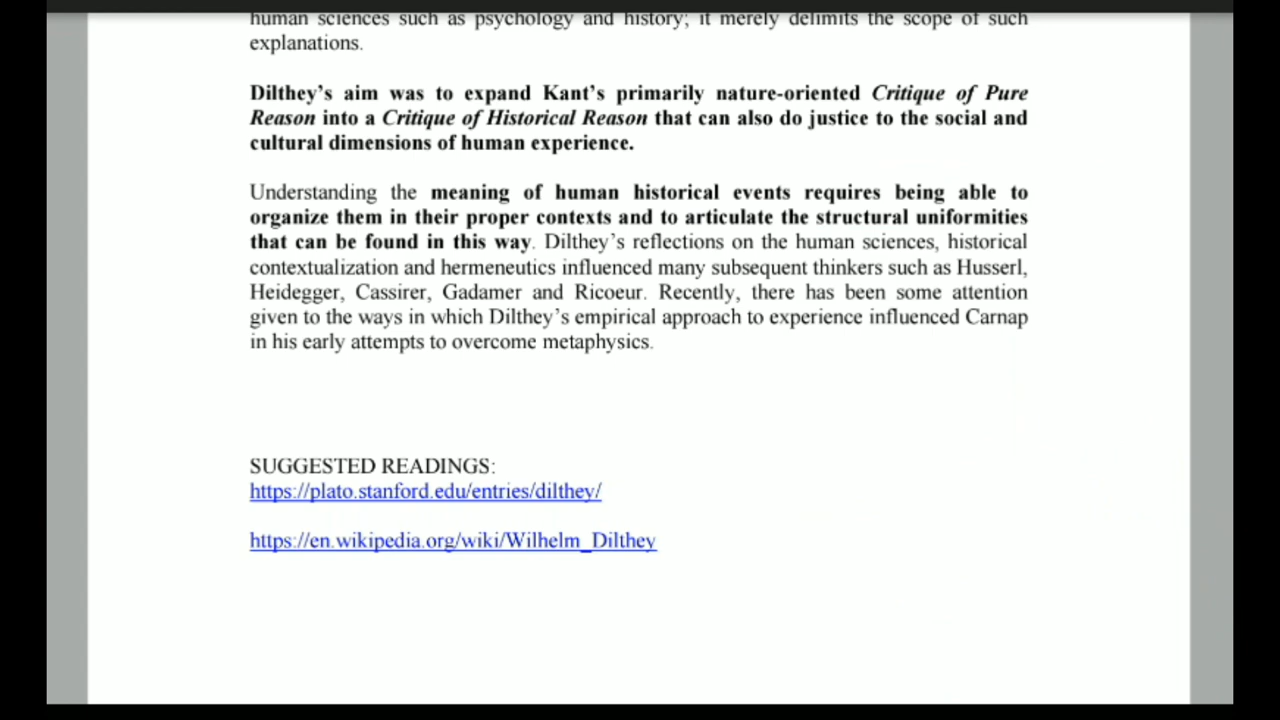 human sciences such as psychology and history; it merely delimits the scope of such
explanations.
Dilthey’s aim was to expand Kant’s primarily nature-oriented Critique of Pure
Reason into a Critique of Historical Reason that can also do justice to the social and
cultural dimensions of human experience.
Understanding the meaning of human historical events requires being able to
organize them in their proper contexts and to articulate the structural uniformities
that can be found in this way. Dilthey’s reflections on the human sciences, historical
contextualization and hermeneutics influenced many subsequent thinkers such as Husserl,
Heidegger, Cassirer, Gadamer and Ricoeur. Recently, there has been some attention
given to the ways in which Dilthey’s empirical approach to experience influenced Carnap
in his early attempts to overcome metaphysics.
SUGGESTED READINGS:
https://plato.stanford.edu/entries/dilthey/
https://en.wikipedia.org/wiki/Wilhelm_Dilthey